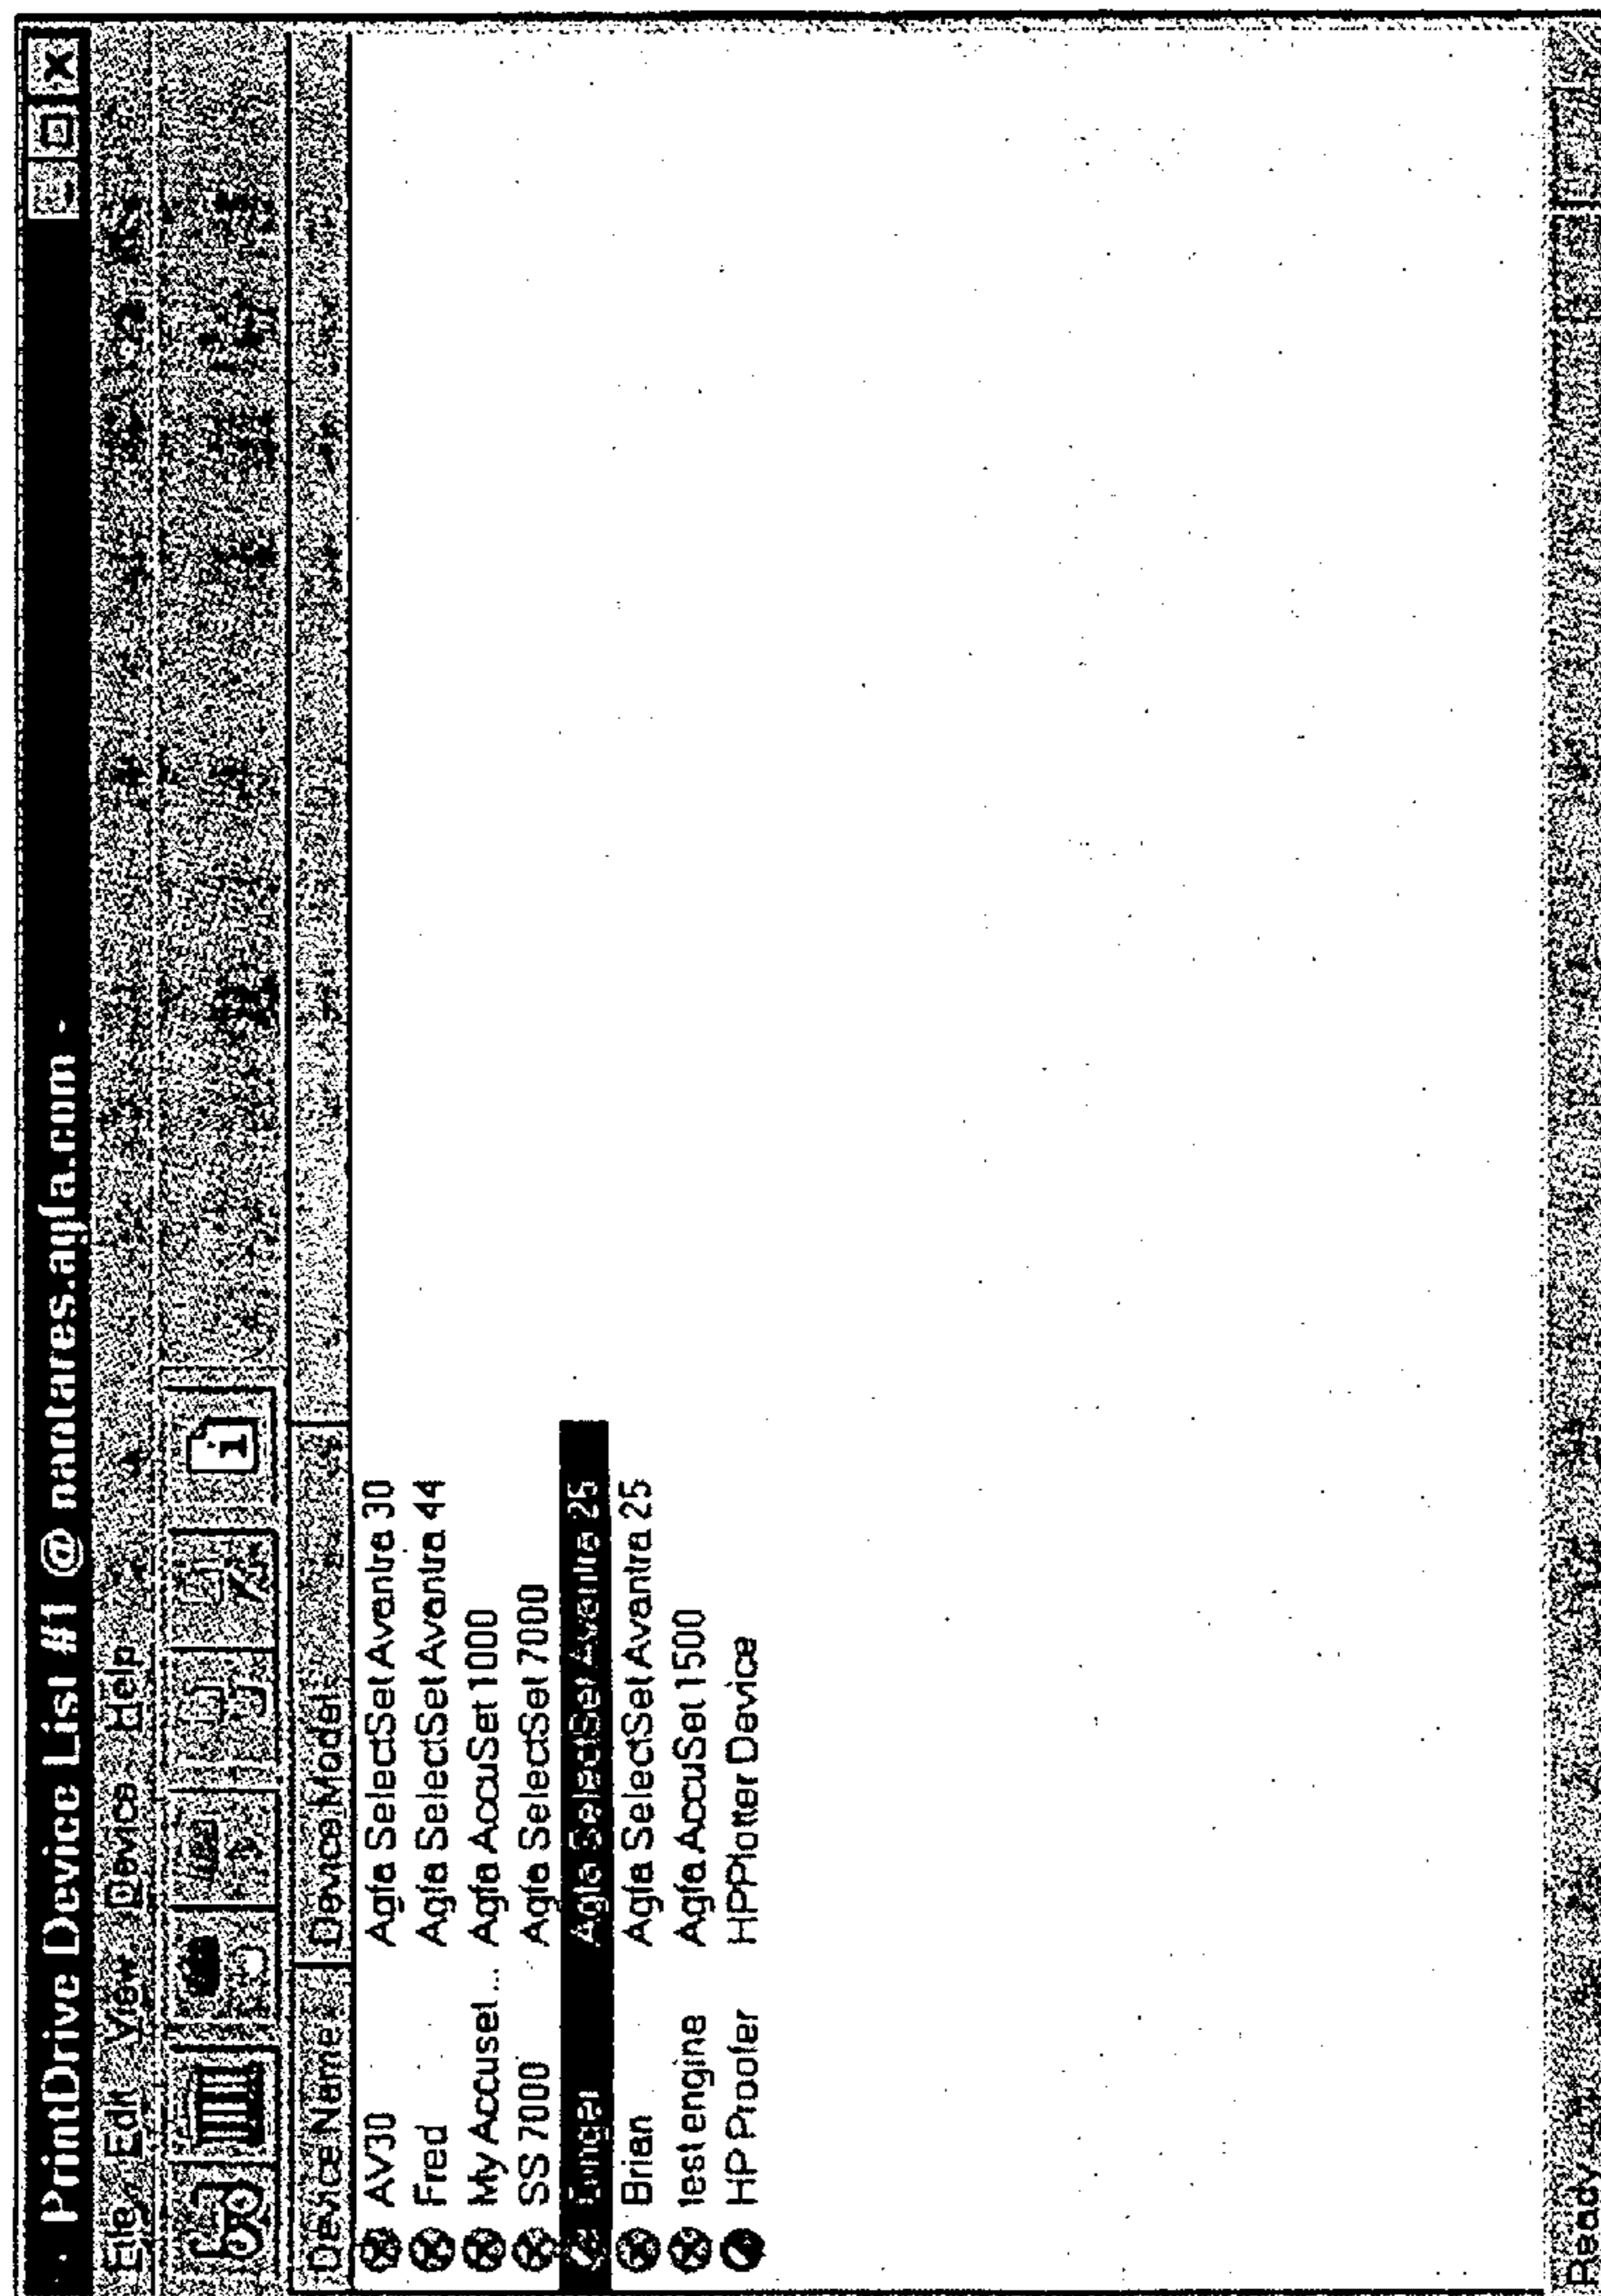 PrintDrive Device List #1 @ nantares.agfa.com -
File Edit View Device Help
Device Name Device Model
AV30 Agfa SelectSet Avantra 30
Fred Agfa SelectSet Avantra 44
My Accuset... Agfa AccuSet 1000
SS 7000 Agfa SelectSet 7000
Agfa SelectSet Avantra 25
Brian Agfa SelectSet Avantra 25
test engine Agfa AccuSet 1500
HP Proofer HPPlotter Device
Ready